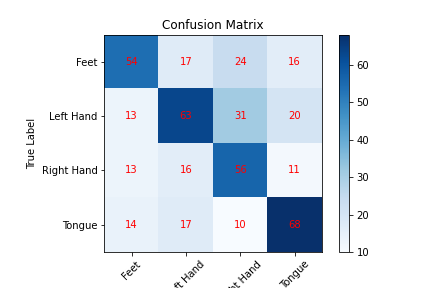 Confusion Matrix
True Label
Feet 54 17 24 16
Left Hand 13 63 31 20
Right Hand 13 16 11
Tongue 14 17 10 68
Feet
ft Hand
ht Hand
Tongue
60
50
40
30
20
10